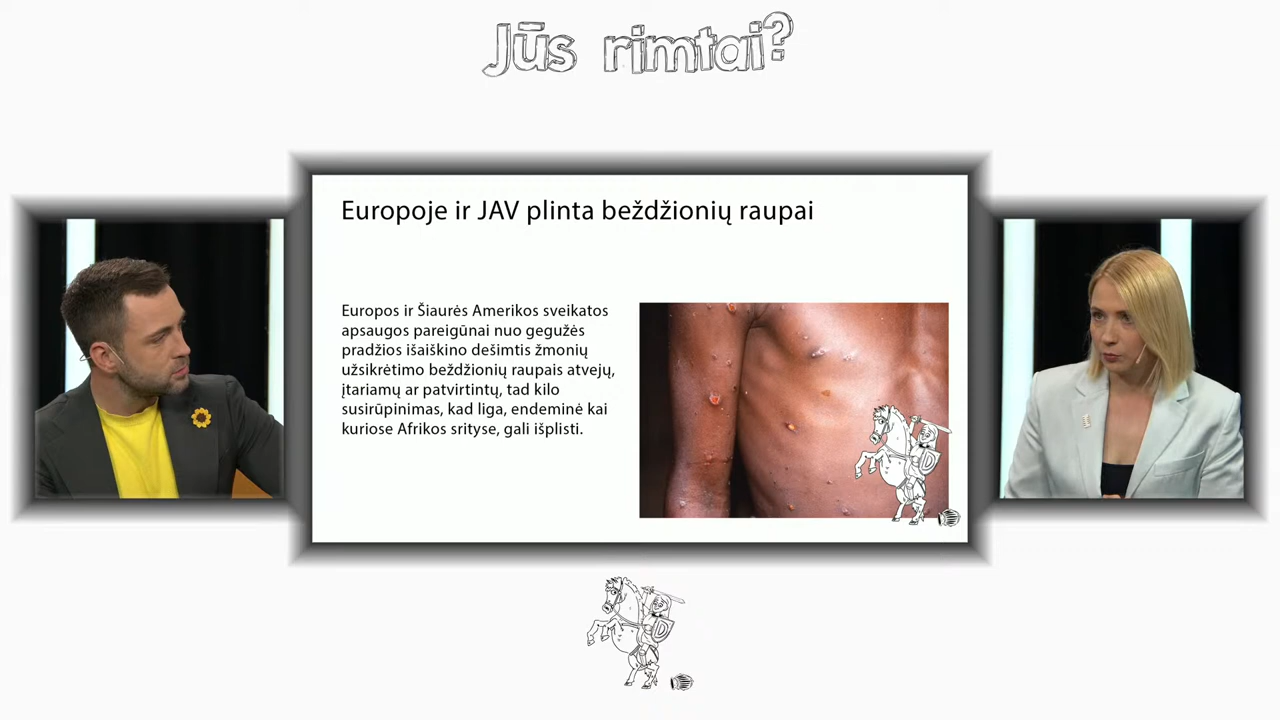 Jūs rimtai?
Europoje ir JAV plinta beždžionių raupai
Europos ir Šiaurės Amerikos sveikatos
apsaugos pareigūnai nuo gegužės
pradžios išaiškino dešimtis žmonių
užsikrėtimo beždžionių raupais atvejų,
įtariamų ar patvirtintų, tad kilo
susirūpinimas, kad liga, endeminė kai
kuriose Afrikos srityse, gali išplisti.
D
D